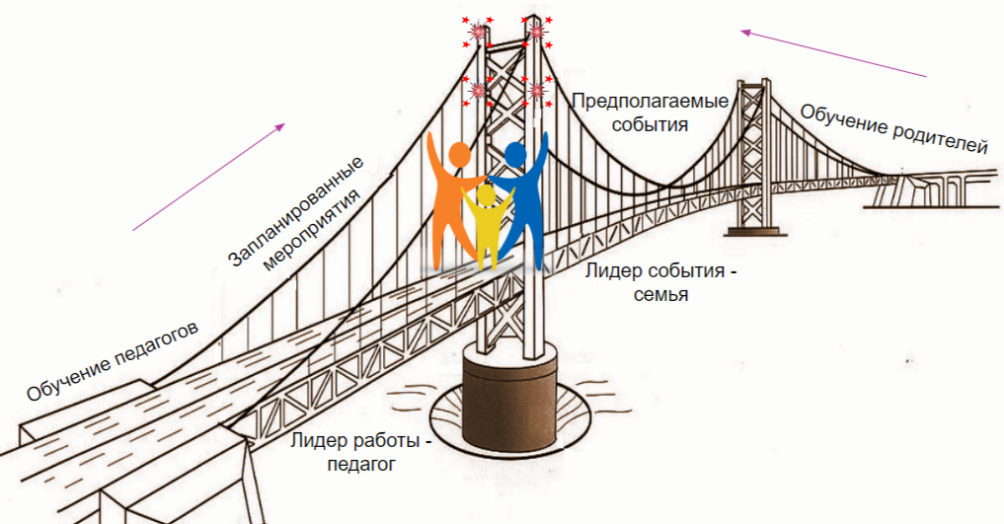 Предполагаемые
события
Обучение родителей
Запланированные
мероприятия
Лидер события -
семья
Обучение педагогов
Лидер работы -
педагог